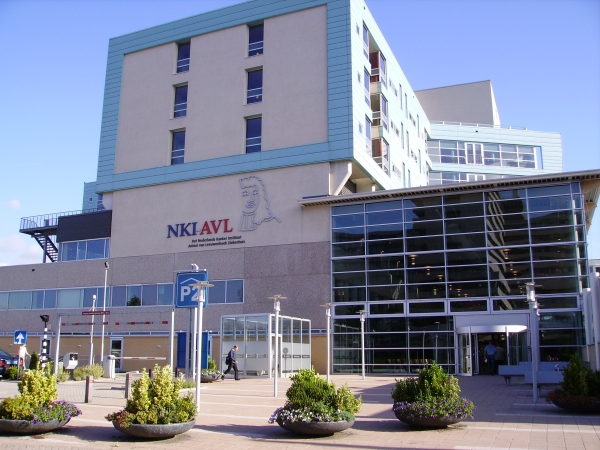 NKI-AVL
Het Nederlands Kanker Instituut
Antoni van Leeuwenhoek Ziekenhuis
P2